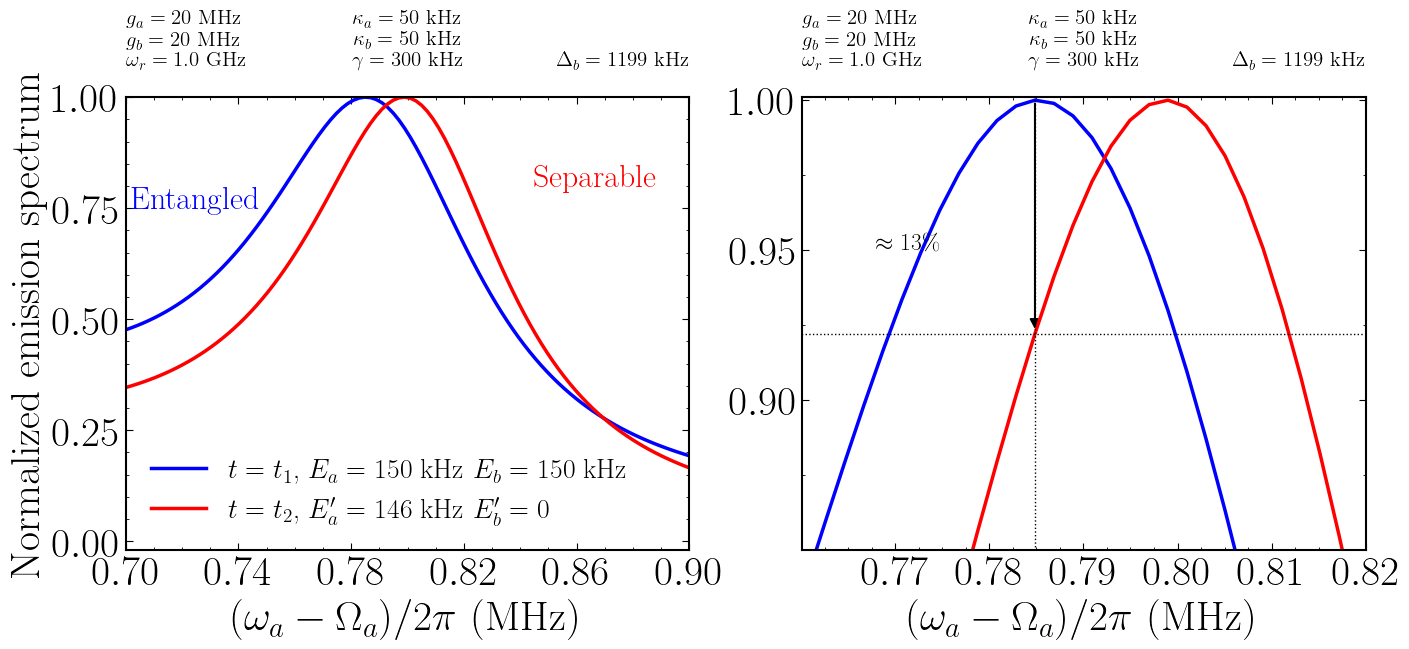 g_a = 20 MHz
g_b = 20 MHz
ω_r = 1.0 GHz
κ_a = 50 kHz
κ_b = 50 kHz
γ = 300 kHz
Δ_b = 1199 kHz
Normalized emission spectrum
1.00
0.75
0.50
0.25
0.00
Entangled
Separable
t = t_1, E_a = 150 kHz E_b = 150 kHz
t = t_2, E'_a = 146 kHz E'_b = 0
0.70 0.74 0.78 0.82 0.86 0.90
(ω_a − Ω_a)/2π (MHz)
g_a = 20 MHz
g_b = 20 MHz
ω_r = 1.0 GHz
κ_a = 50 kHz
κ_b = 50 kHz
γ = 300 kHz
Δ_b = 1199 kHz
1.00
0.95
0.90
≈ 13%
0.77 0.78 0.79 0.80 0.81 0.82
(ω_a − Ω_a)/2π (MHz)